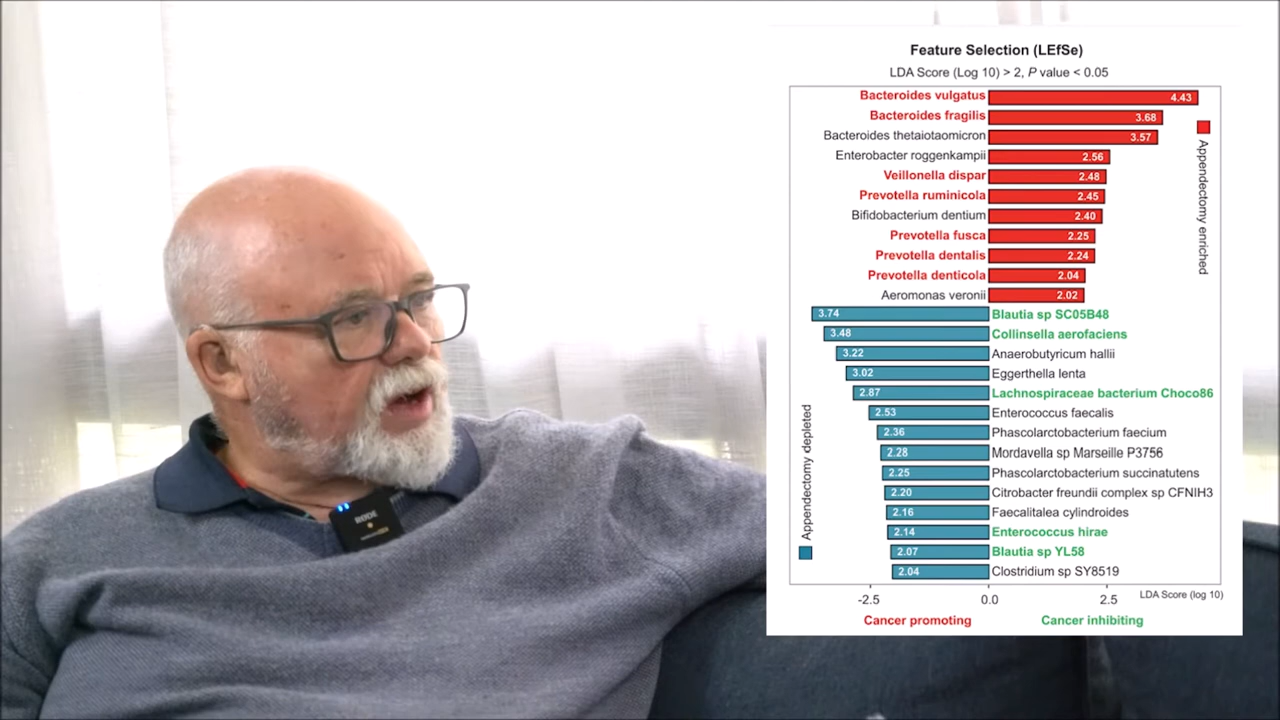 Feature Selection (LEfSe)
LDA Score (Log 10) > 2, P value < 0.05
Bacteroides vulgatus 4.43
Bacteroides fragilis 3.68
Bacteroides thetaiotaomicron 3.57
Enterobacter roggenkampii 2.56
Veillonella dispar 2.48
Prevotella ruminicola 2.45
Bifidobacterium dentium 2.40
Prevotella fusca 2.25
Prevotella dentalis 2.24
Prevotella denticola 2.04
Aeromonas veronii 2.02
Appendectomy enriched
3.74 Blautia sp SC05B48
3.48 Collinsella aerofaciens
3.22 Anaerobutyricum hallii
3.02 Eggerthella lenta
2.87 Lachnospiraceae bacterium Choco86
2.53 Enterococcus faecalis
2.36 Phascolarctobacterium faecium
2.28 Mordavella sp Marseille P3756
2.25 Phascolarctobacterium succinatutens
2.20 Citrobacter freundii complex sp CFNIH3
2.16 Faecalitalea cylindroides
2.14 Enterococcus hirae
2.07 Blautia sp YL58
2.04 Clostridium sp SY8519
Appendectomy depleted
-2.5 0.0 2.5 LDA Score (log 10)
Cancer promoting Cancer inhibiting
RØDE